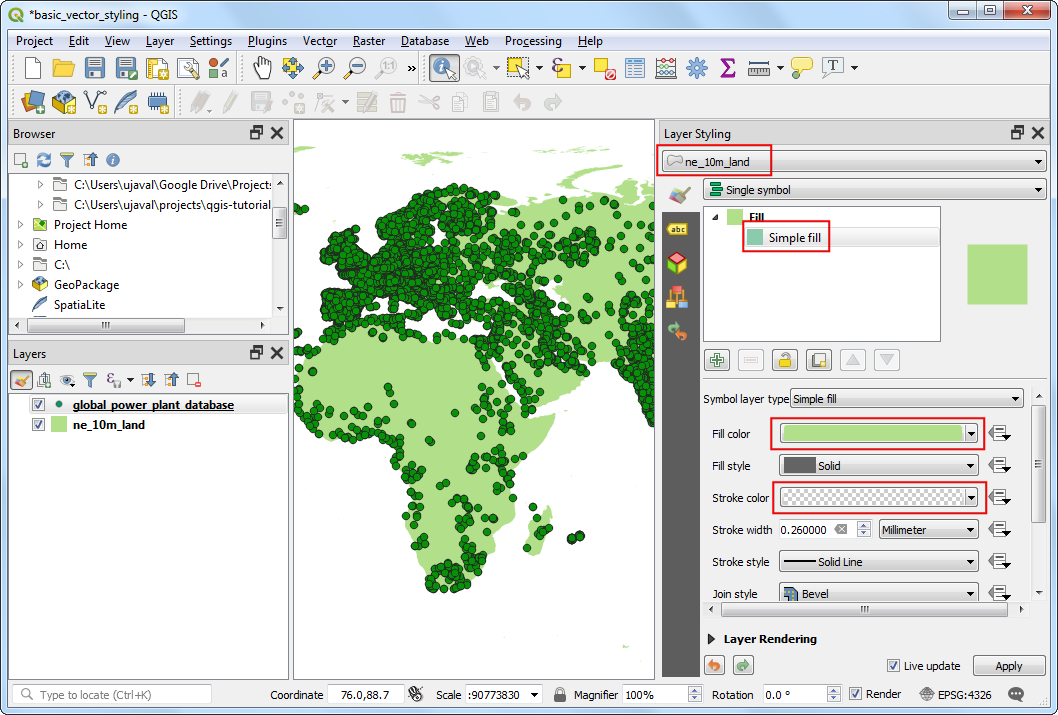 *basic_vector_styling - QGIS
Project Edit View Layer Settings Plugins Vector Raster Database Web Processing Help
1:1 »
Σ T
Browser
C:\Users\ujaval\Google Drive\Projects
C:\Users\ujaval\projects\qgis-tutorial
Project Home
Home
C:\
GeoPackage
SpatiaLite
Layers
global_power_plant_database
ne_10m_land
Layer Styling
ne_10m_land
Single symbol
abc
Fill
Simple fill
Symbol layer type Simple fill
Fill color
Fill style Solid
Stroke color
Stroke width 0.260000 Millimeter
Stroke style Solid Line
Join style Bevel
Layer Rendering
Live update Apply
Type to locate (Ctrl+K) Coordinate 76.0,88.7 Scale :90773830 Magnifier 100% Rotation 0.0 ° Render EPSG:4326